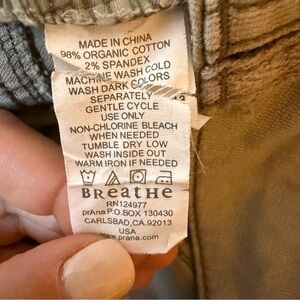 MADE IN CHINA
98% ORGANIC COTTON
2% SPANDEX
MACHINE WASH COLD
WASH DARK COLORS
SEPARATELY
GENTLE CYCLE
USE ONLY
NON-CHLORINE BLEACH
WHEN NEEDED
TUMBLE DRY LOW
WASH INSIDE OUT
WARM IRON IF NEEDED
BReatHe
RN124977
prAna P.O.BOX 130430
CARLSBAD,CA.92013
USA
www.prana.com